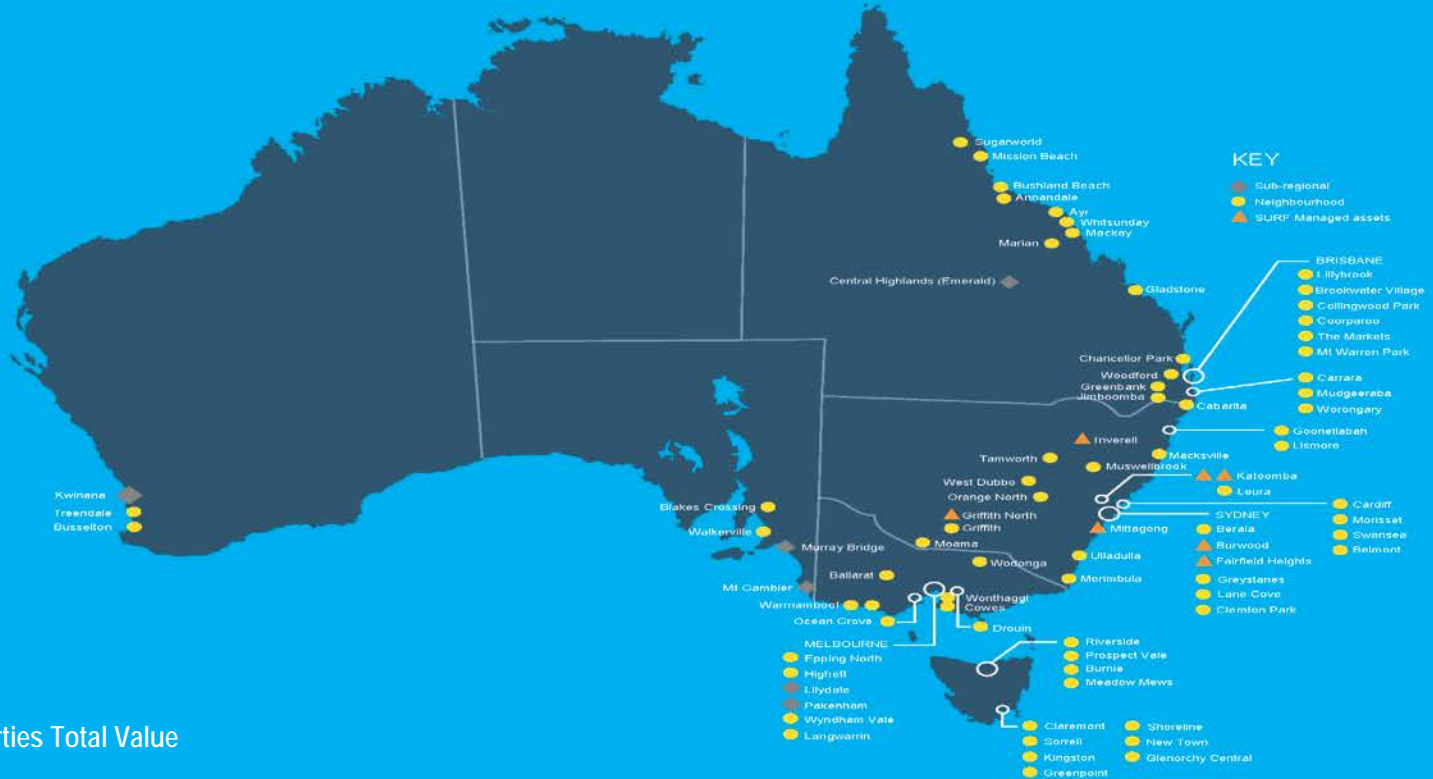 Sugarworld
Mission Beach
Bushland Beach
Annandale
Ayr
Whitsunday
Mackay
Marian
Central Highlands (Emerald)
Gladstone
Chancellor Park
Woodford
Greenbank
Jimboomba
Cabarita
KEY
Sub-regional
Neighbourhood
SURF Managed assets
BRISBANE
Lillybrook
Brookwater Village
Collingwood Park
Coorparoo
The Markets
Mt Warren Park
Carrara
Mudgeeraba
Worongary
Goonellabah
Lismore
Inverell
Tamworth
Macksville
Muswellbrook
West Dubbo
Orange North
Katoomba
Leura
Cardiff
Morisset
Swansea
Belmont
SYDNEY
Berala
Burwood
Fairfield Heights
Greystanes
Lane Cove
Clemton Park
Griffith North
Griffith
Mittagong
Moama
Ulladulla
Wodonga
Merimbula
Kwinana
Treendale
Busselton
Blakes Crossing
Walkerville
Murray Bridge
Mt Gambier
Ballarat
Warrnambool
Ocean Grove
Wonthaggi
Cowes
Drouin
MELBOURNE
Epping North
Highett
Lilydale
Pakenham
Wyndham Vale
Langwarrin
Riverside
Prospect Vale
Burnie
Meadow Mews
Claremont
Sorrell
Kingston
Greenpoint
Shoreline
New Town
Glenorchy Central
rties Total Value